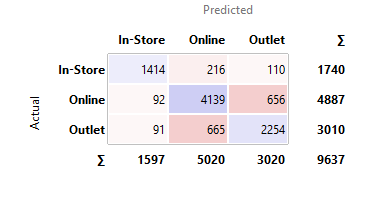 Predicted
In-Store Online Outlet ∑
In-Store 1414 216 110 1740
Actual
Online 92 4139 656 4887
Outlet 91 665 2254 3010
∑ 1597 5020 3020 9637